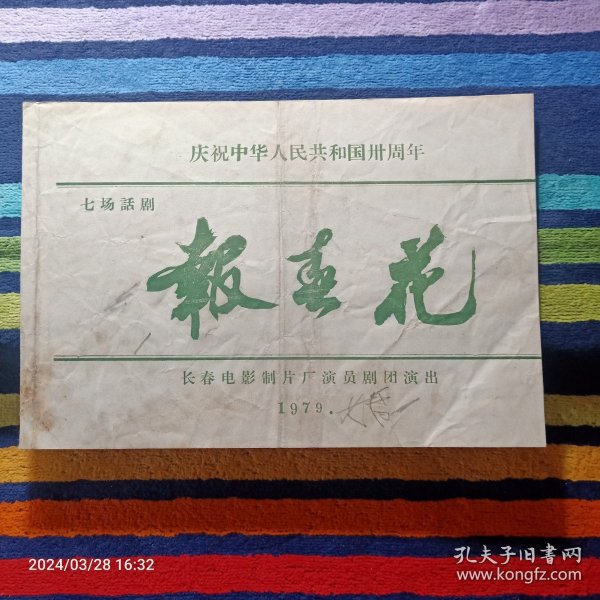 庆祝中华人民共和国卅周年
七场話剧
報春花
长春电影制片厂演员剧团演出
1979.
2024/03/28 16:32
孔夫子旧书网
www.kongfz.com